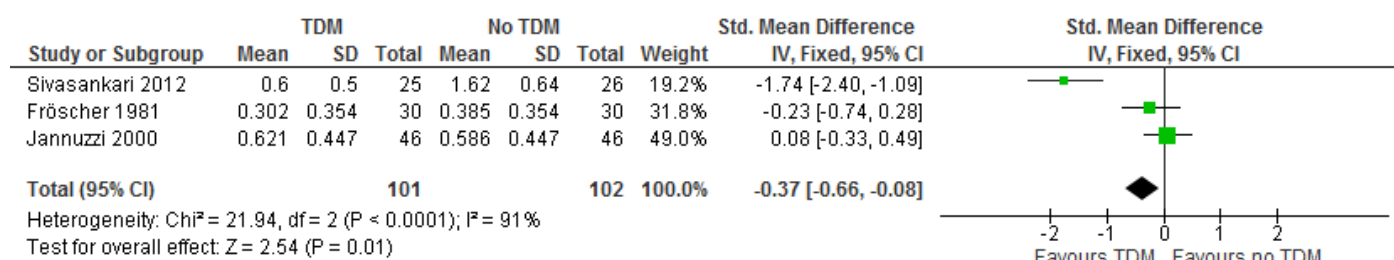 TDM No TDM Std. Mean Difference Std. Mean Difference
Study or Subgroup Mean SD Total Mean SD Total Weight IV, Fixed, 95% CI IV, Fixed, 95% CI
Sivasankari 2012 0.6 0.5 25 1.62 0.64 26 19.2% -1.74 [-2.40, -1.09]
Fröscher 1981 0.302 0.354 30 0.385 0.354 30 31.8% -0.23 [-0.74, 0.28]
Jannuzzi 2000 0.621 0.447 46 0.586 0.447 46 49.0% 0.08 [-0.33, 0.49]
Total (95% CI) 101 102 100.0% -0.37 [-0.66, -0.08]
Heterogeneity: Chi² = 21.94, df = 2 (P < 0.0001); I² = 91%
Test for overall effect: Z = 2.54 (P = 0.01)
-2 -1 0 1 2
Favours TDM Favours no TDM